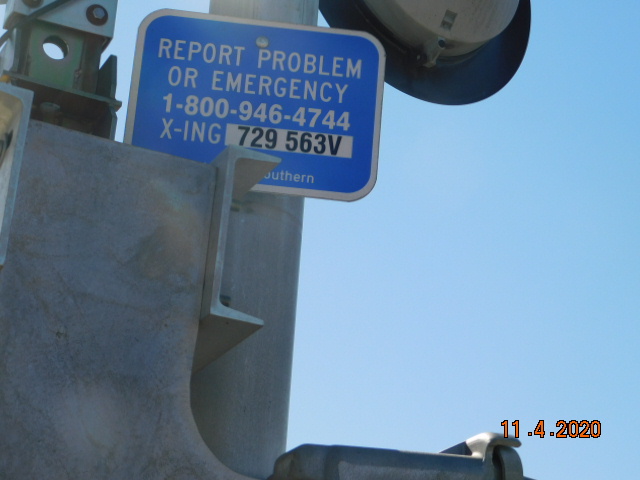 REPORT PROBLEM
OR EMERGENCY
1-800-946-4744
X-ING 729 563V
outhern
11.4.2020